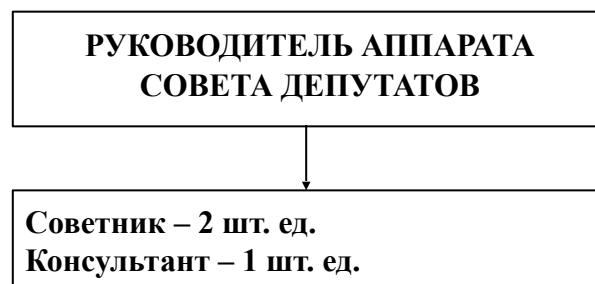 РУКОВОДИТЕЛЬ АППАРАТА
СОВЕТА ДЕПУТАТОВ
Советник – 2 шт. ед.
Консультант – 1 шт. ед.